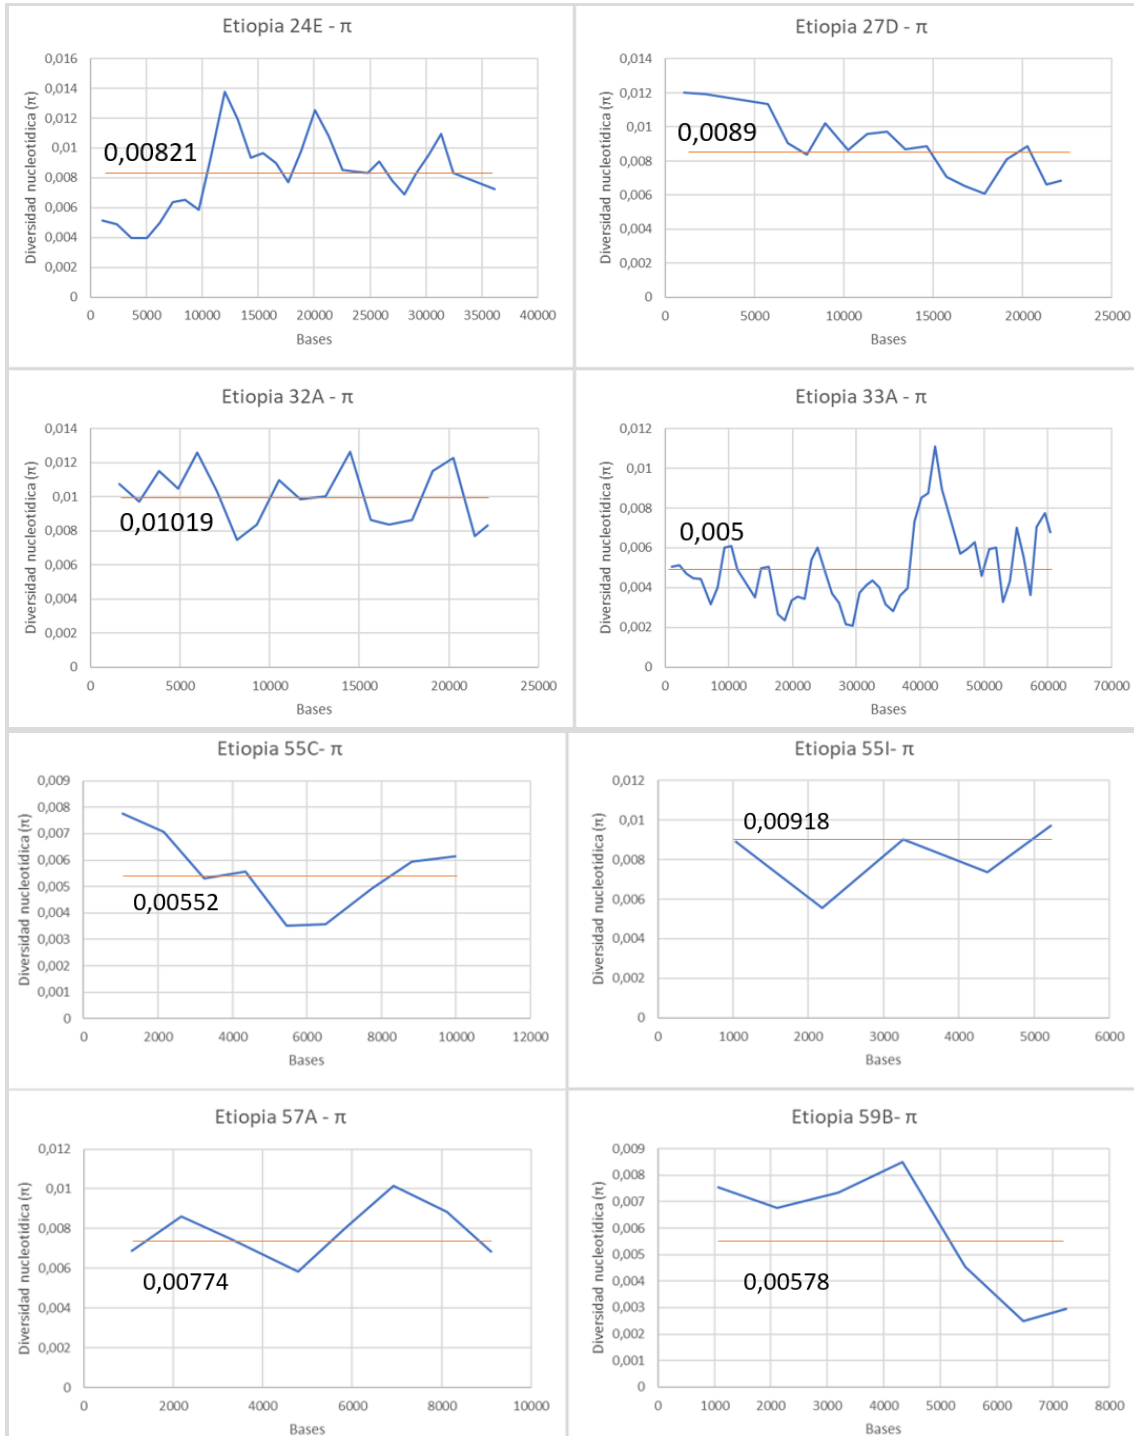 Etiopia 24E - π
Diversidad nucleotídica (π)
0,016
0,014
0,012
0,01
0,008
0,006
0,004
0,002
0
0,00821
0 5000 10000 15000 20000 25000 30000 35000 40000
Bases
Etiopia 27D - π
Diversidad nucleotídica (π)
0,014
0,012
0,01
0,008
0,006
0,004
0,002
0
0,0089
0 5000 10000 15000 20000 25000
Bases
Etiopia 32A - π
Diversidad nucleotídica (π)
0,014
0,012
0,01
0,008
0,006
0,004
0,002
0
0,01019
0 5000 10000 15000 20000 25000
Bases
Etiopia 33A - π
Diversidad nucleotídica (π)
0,012
0,01
0,008
0,006
0,004
0,002
0
0,005
0 10000 20000 30000 40000 50000 60000 70000
Bases
Etiopia 55C- π
Diversidad nucleotídica (π)
0,009
0,008
0,007
0,006
0,005
0,004
0,003
0,002
0,001
0
0,00552
0 2000 4000 6000 8000 10000 12000
Bases
Etiopia 55I- π
Diversidad nucleotídica (π)
0,012
0,01
0,008
0,006
0,004
0,002
0
0,00918
0 1000 2000 3000 4000 5000 6000
Bases
Etiopia 57A - π
Diversidad nucleotídica (π)
0,012
0,01
0,008
0,006
0,004
0,002
0
0,00774
0 2000 4000 6000 8000 10000
Bases
Etiopia 59B- π
Diversidad nucleotídica (π)
0,009
0,008
0,007
0,006
0,005
0,004
0,003
0,002
0,001
0
0,00578
0 1000 2000 3000 4000 5000 6000 7000 8000
Bases